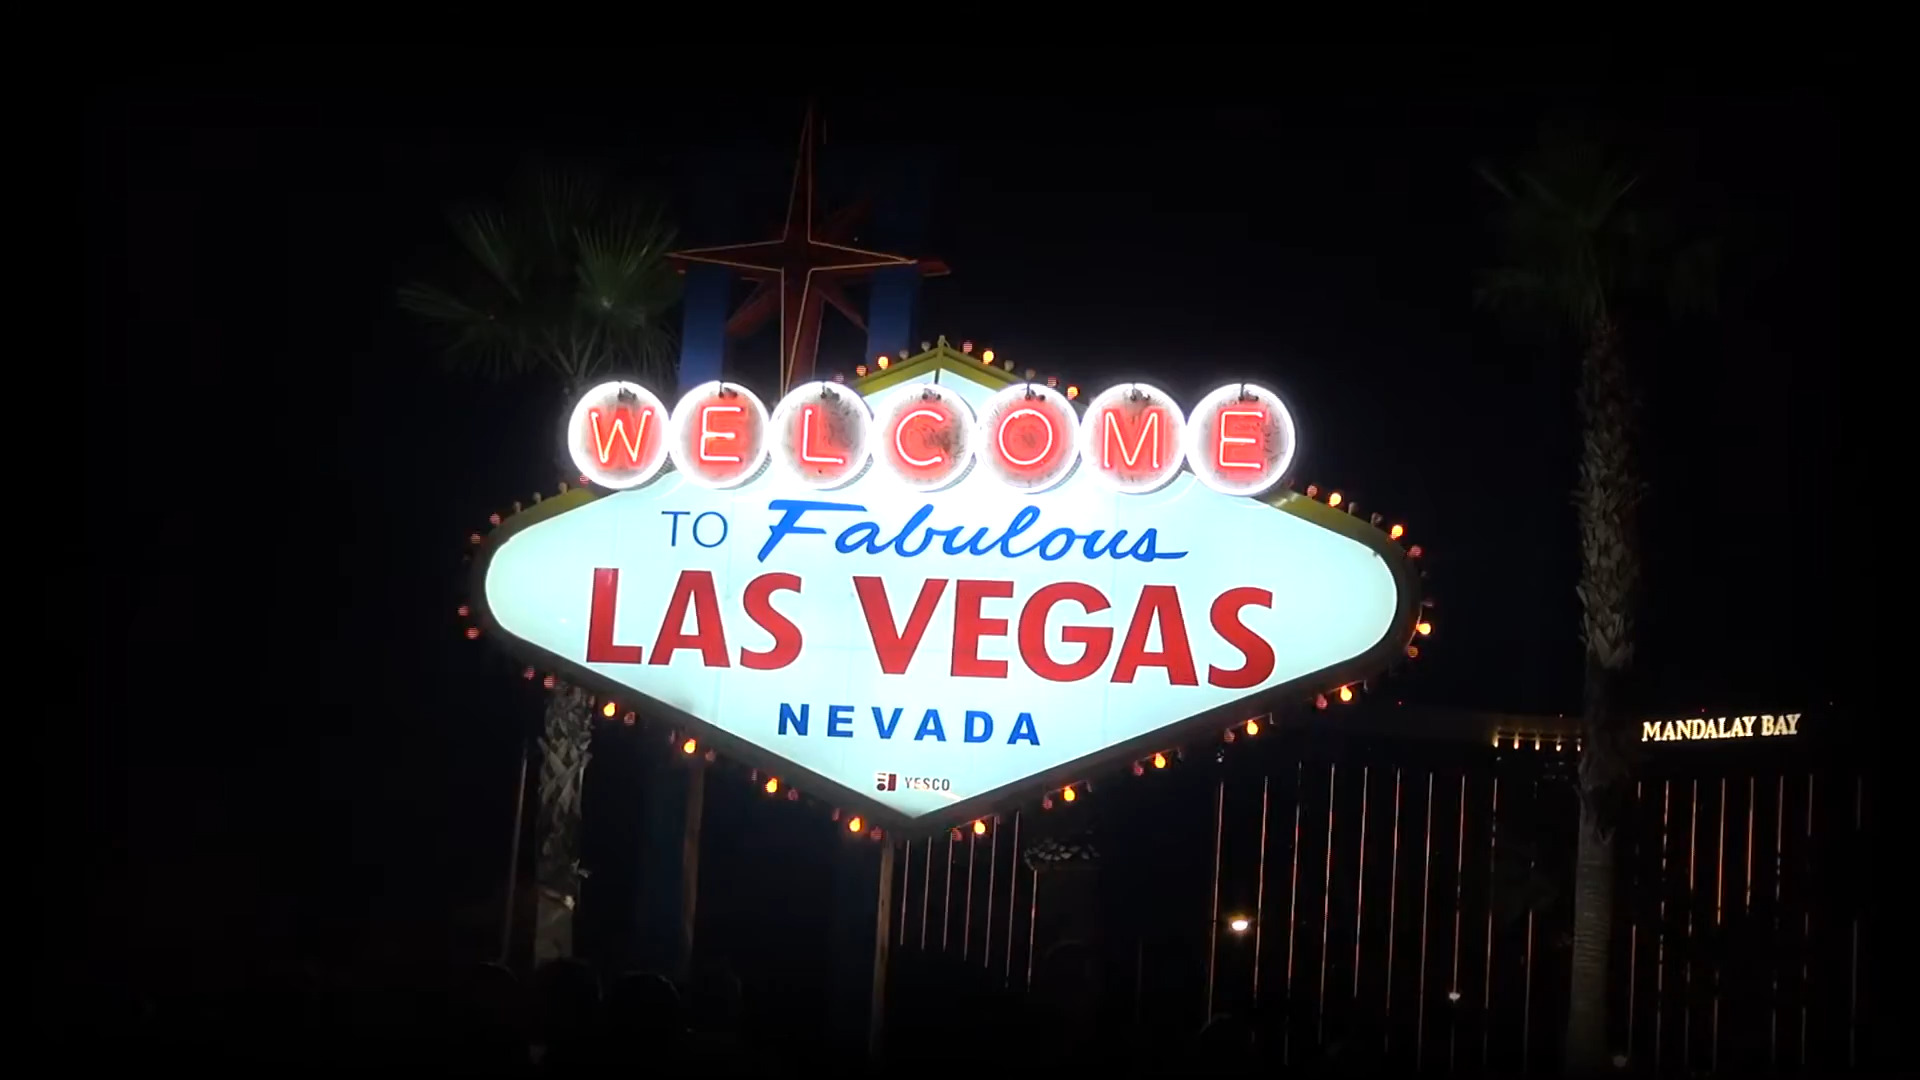 WELCOME
TO Fabulous
LAS VEGAS
NEVADA
YESCO
MANDALAY BAY